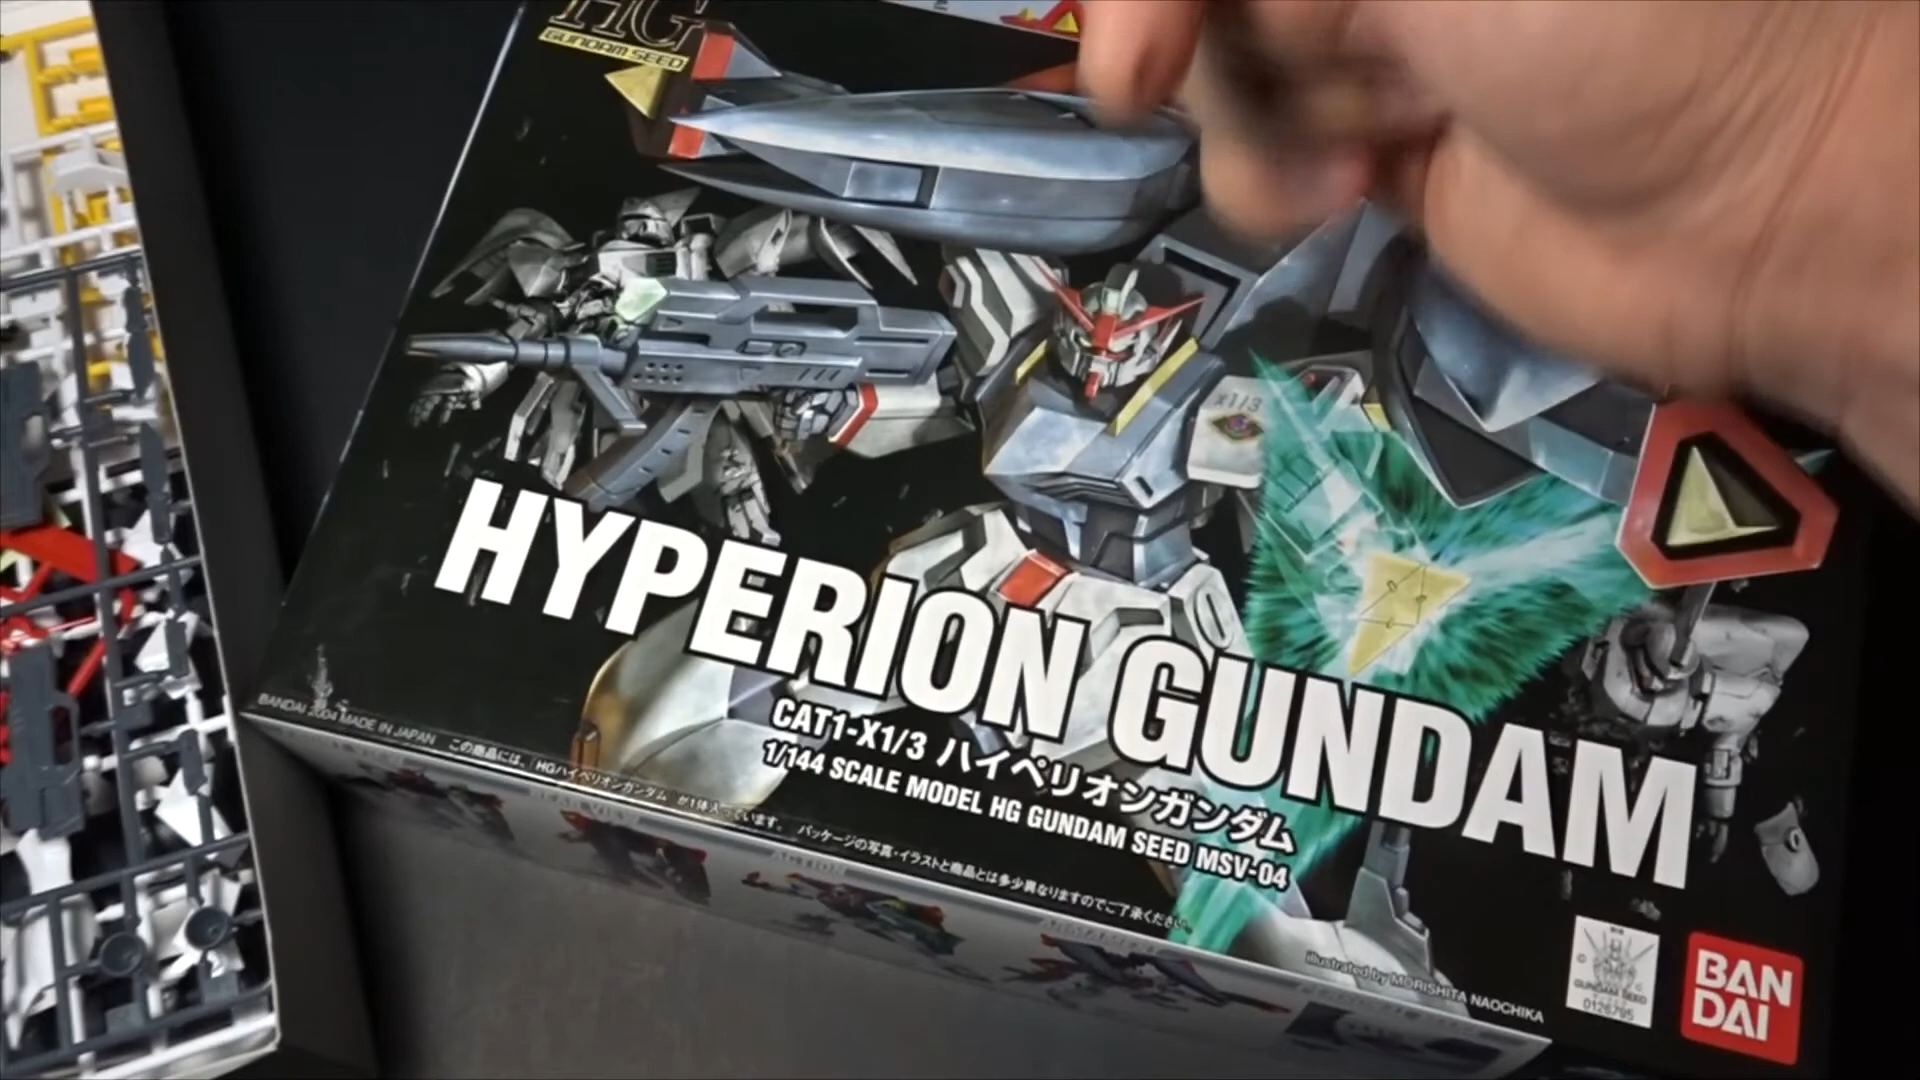 HG
GUNDAM SEED
x1/3
HYPERION GUNDAM
CAT1-X1/3 ハイペリオンガンダム
1/144 SCALE MODEL HG GUNDAM SEED MSV-04
BANDAI 2004 MADE IN JAPAN
この商品には、「HGハイペリオンガンダム が1体入っています。 パッケージの写真・イラストと商品とは多少異なりますのでご了承ください。
illustrated by MORISHITA NAOCHIKA
GUNDAM SEED
0126795
BAN
DAI